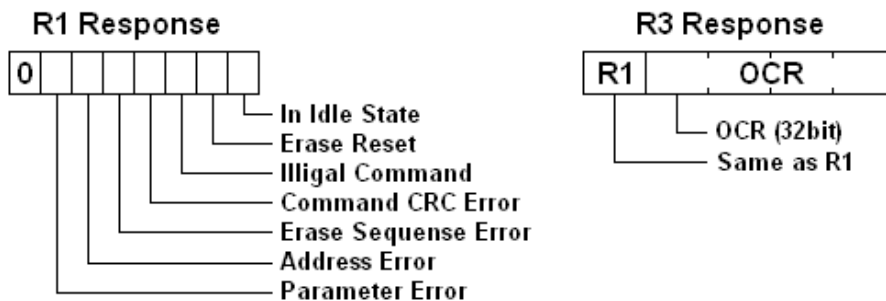 R1 Response
0
In Idle State
Erase Reset
Illigal Command
Command CRC Error
Erase Sequense Error
Address Error
Parameter Error
R3 Response
R1 OCR
OCR (32bit)
Same as R1